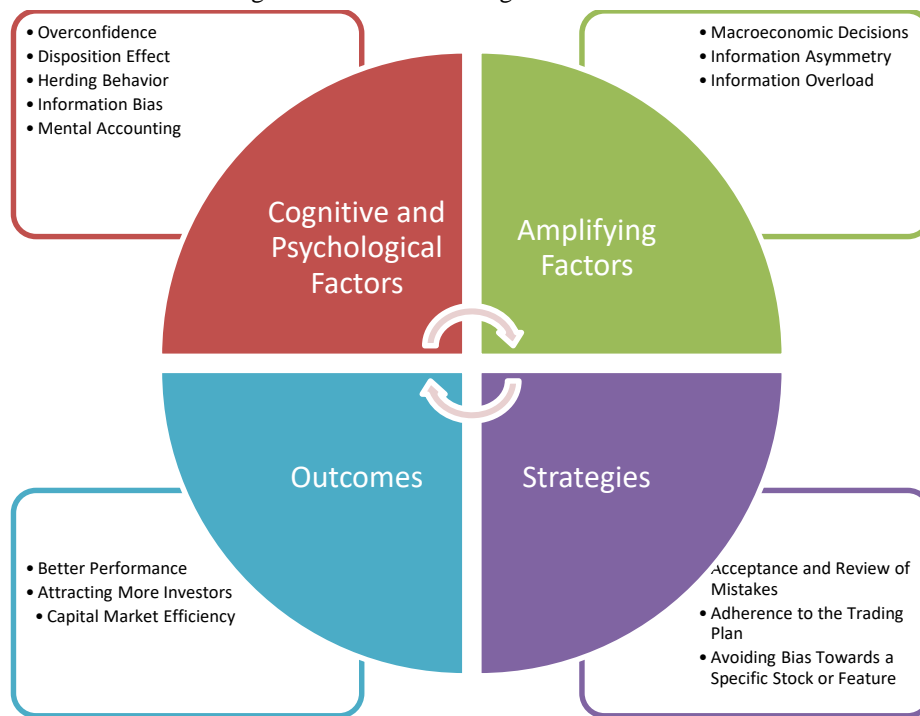 • Overconfidence
• Disposition Effect
• Herding Behavior
• Information Bias
• Mental Accounting
• Macroeconomic Decisions
• Information Asymmetry
• Information Overload
Cognitive and
Psychological
Factors
Amplifying
Factors
Outcomes
Strategies
• Better Performance
• Attracting More Investors
• Capital Market Efficiency
Acceptance and Review of
Mistakes
• Adherence to the Trading
Plan
• Avoiding Bias Towards a
Specific Stock or Feature